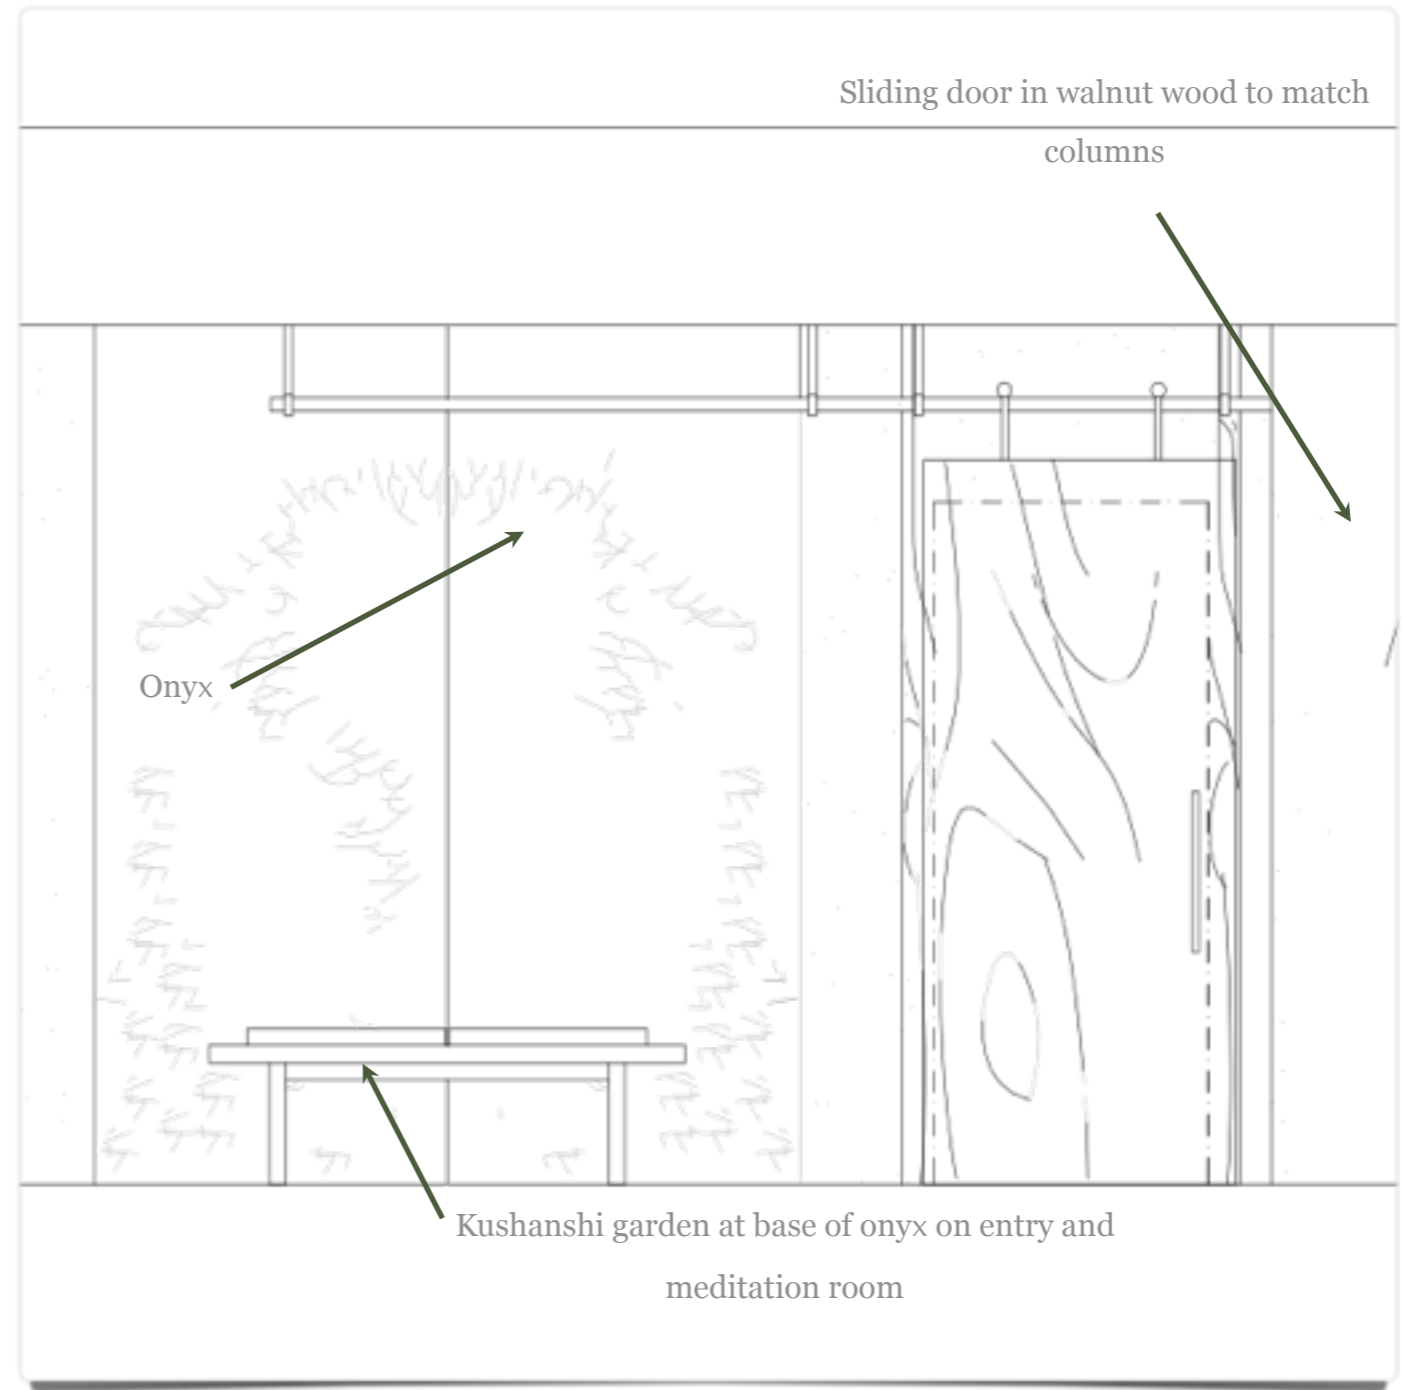 Sliding door in walnut wood to match
columns
Onyx
Kushanshi garden at base of onyx on entry and
meditation room